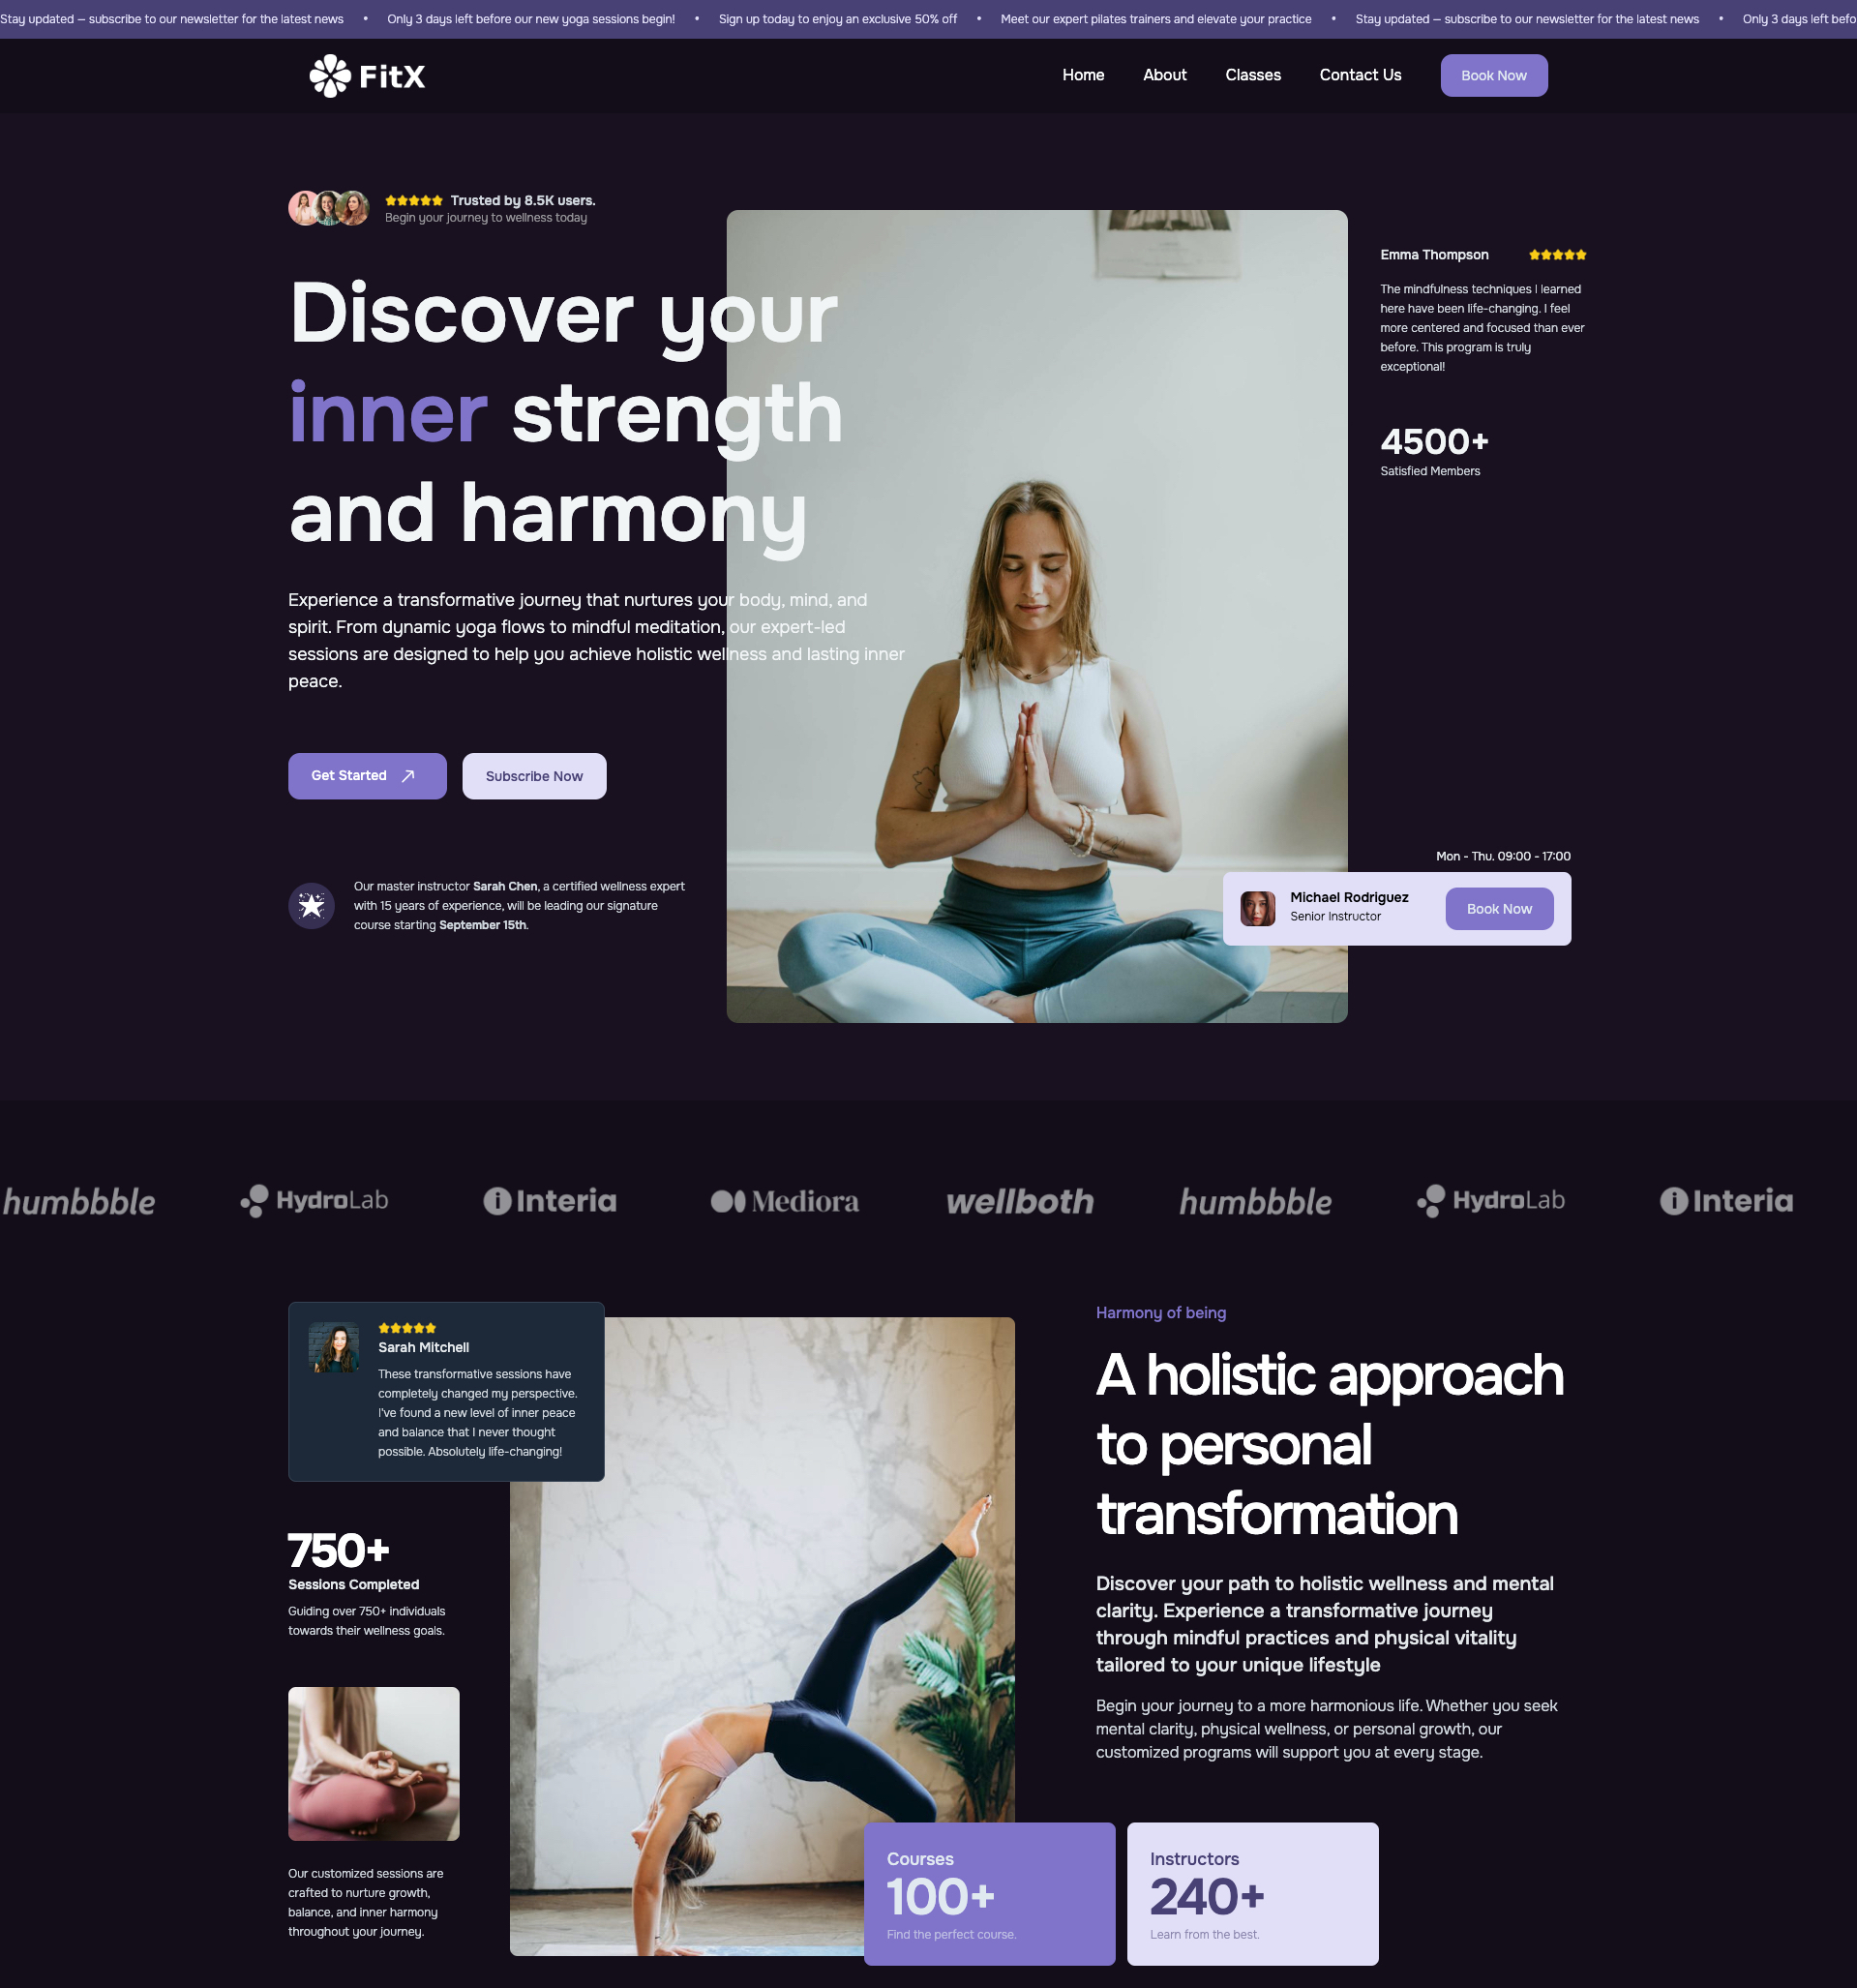 Stay updated — subscribe to our newsletter for the latest news • Only 3 days left before our new yoga sessions begin! • Sign up today to enjoy an exclusive 50% off • Meet our expert pilates trainers and elevate your practice • Stay updated — subscribe to our newsletter for the latest news • Only 3 days left befo
FitX
Home About Classes Contact Us Book Now
Trusted by 8.5K users.
Begin your journey to wellness today
Discover your
inner strength
and harmony
Experience a transformative journey that nurtures your body, mind, and
spirit. From dynamic yoga flows to mindful meditation, our expert-led
sessions are designed to help you achieve holistic wellness and lasting inner
peace.
Get Started
Subscribe Now
Our master instructor Sarah Chen, a certified wellness expert
with 15 years of experience, will be leading our signature
course starting September 15th.
Emma Thompson
The mindfulness techniques I learned
here have been life-changing. I feel
more centered and focused than ever
before. This program is truly
exceptional!
4500+
Satisfied Members
Mon - Thu. 09:00 - 17:00
Michael Rodriguez
Senior Instructor
Book Now
humbbble HydroLab Interia Mediora wellboth humbbble HydroLab Interia
Sarah Mitchell
These transformative sessions have
completely changed my perspective.
I've found a new level of inner peace
and balance that I never thought
possible. Absolutely life-changing!
750+
Sessions Completed
Guiding over 750+ individuals
towards their wellness goals.
Our customized sessions are
crafted to nurture growth,
balance, and inner harmony
throughout your journey.
Harmony of being
A holistic approach
to personal
transformation
Discover your path to holistic wellness and mental
clarity. Experience a transformative journey
through mindful practices and physical vitality
tailored to your unique lifestyle
Begin your journey to a more harmonious life. Whether you seek
mental clarity, physical wellness, or personal growth, our
customized programs will support you at every stage.
Courses
100+
Find the perfect course.
Instructors
240+
Learn from the best.